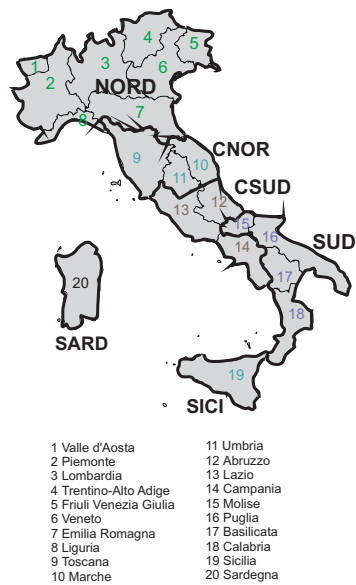 4
5
3
1
6
2
NORD
7
8
CNOR
9
10
11
CSUD
12
13
15
16
SUD
14
17
20
18
SARD
19
SICI
1 Valle d'Aosta
2 Piemonte
3 Lombardia
4 Trentino-Alto Adige
5 Friuli Venezia Giulia
6 Veneto
7 Emilia Romagna
8 Liguria
9 Toscana
10 Marche
11 Umbria
12 Abruzzo
13 Lazio
14 Campania
15 Molise
16 Puglia
17 Basilicata
18 Calabria
19 Sicilia
20 Sardegna